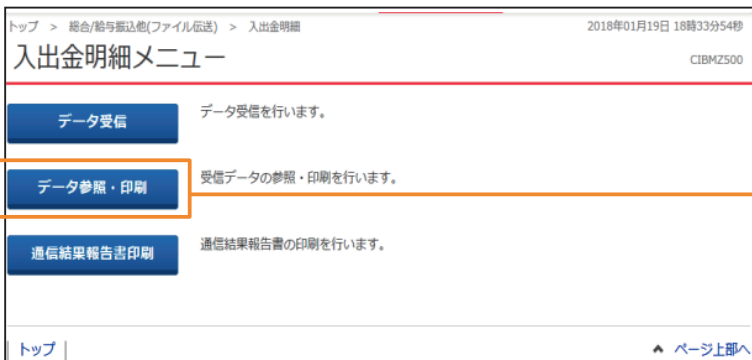 トップ > 総合/給与振込他(ファイル伝送) > 入出金明細 2018年01月19日 18時33分54秒
入出金明細メニュー CIBMZ500
データ受信 データ受信を行います。
データ参照・印刷 受信データの参照・印刷を行います。
通信結果報告書印刷 通信結果報告書の印刷を行います。
トップ | ページ上部へ